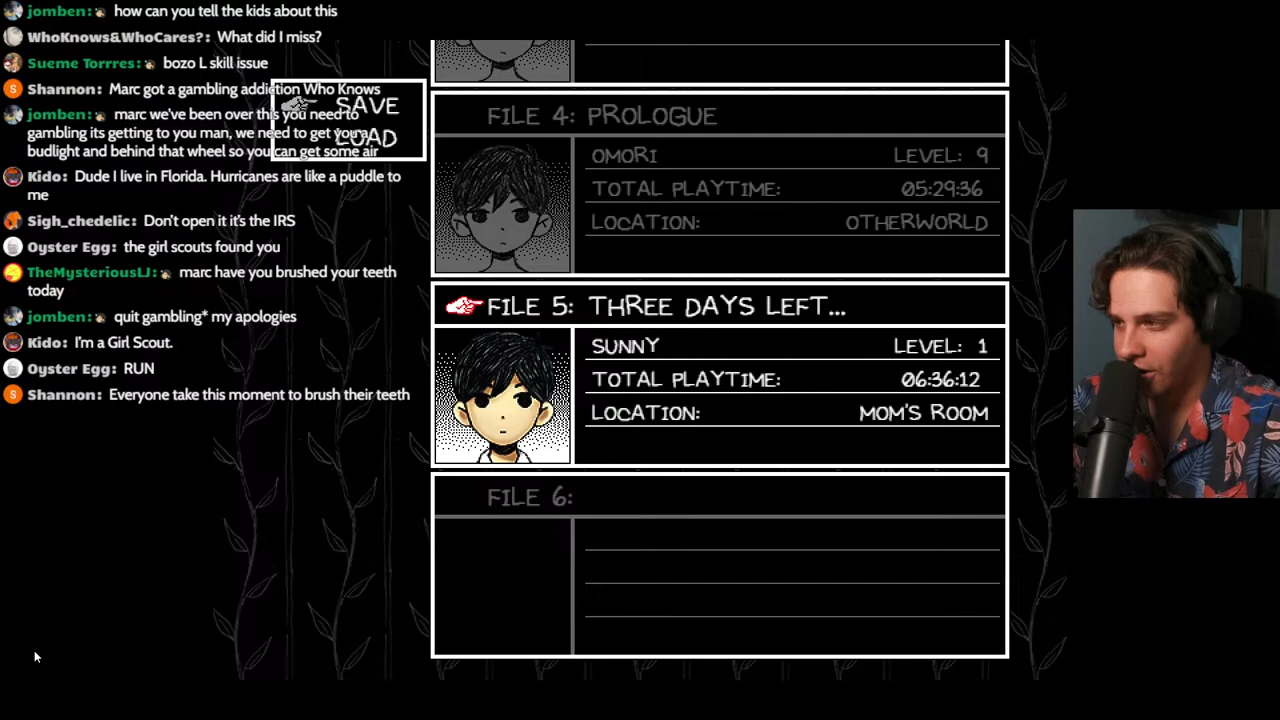 jomben: how can you tell the kids about this
WhoKnows&WhoCares?: What did I miss?
Sueme Torrres: bozo L skill issue
Shannon: Marc got a gambling addiction Who Knows
jomben: marc we've been over this you need to
gambling its getting to you man, we need to get your a
budlight and behind that wheel so you can get some air
Kido: Dude I live in Florida. Hurricanes are like a puddle to
me
Sigh_chedelic: Don't open it it's the IRS
Oyster Egg: the girl scouts found you
TheMysteriousLJ: marc have you brushed your teeth
today
jomben: quit gambling* my apologies
Kido: I'm a Girl Scout.
Oyster Egg: RUN
Shannon: Everyone take this moment to brush their teeth
SAVE
LOAD
FILE 4: PROLOGUE
OMORI LEVEL: 9
TOTAL PLAYTIME: 05:29:36
LOCATION: OTHERWORLD
FILE 5: THREE DAYS LEFT...
SUNNY LEVEL: 1
TOTAL PLAYTIME: 06:36:12
LOCATION: MOM'S ROOM
FILE 6: